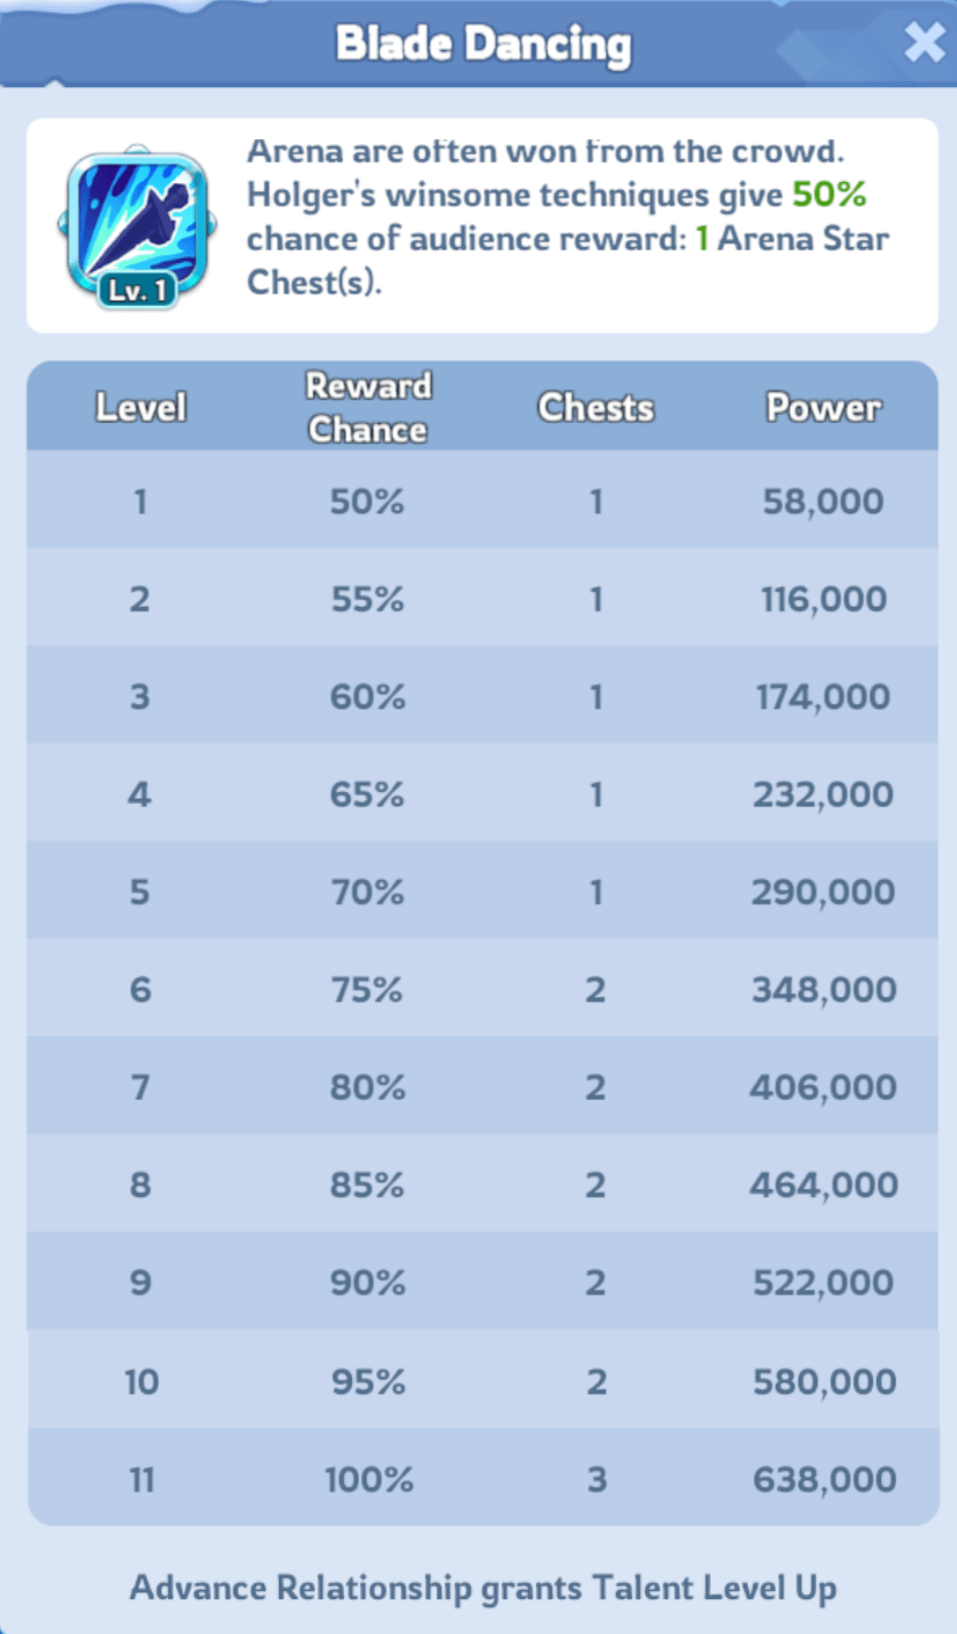 Blade Dancing
Arena are often won from the crowd.
Holger's winsome techniques give 50%
chance of audience reward: 1 Arena Star
Chest(s).
Lv. 1
Level Reward Chance Chests Power
1 50% 1 58,000
2 55% 1 116,000
3 60% 1 174,000
4 65% 1 232,000
5 70% 1 290,000
6 75% 2 348,000
7 80% 2 406,000
8 85% 2 464,000
9 90% 2 522,000
10 95% 2 580,000
11 100% 3 638,000
Advance Relationship grants Talent Level Up